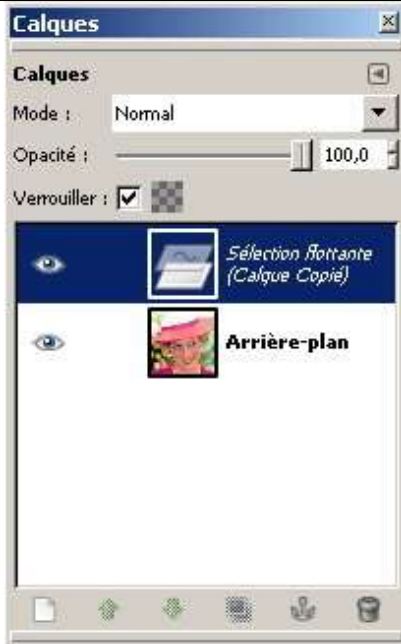 Calques
Calques
Mode : Normal
Opacité : 100,0
Verrouiller :
Sélection flottante
(Calque Copié)
Arrière-plan